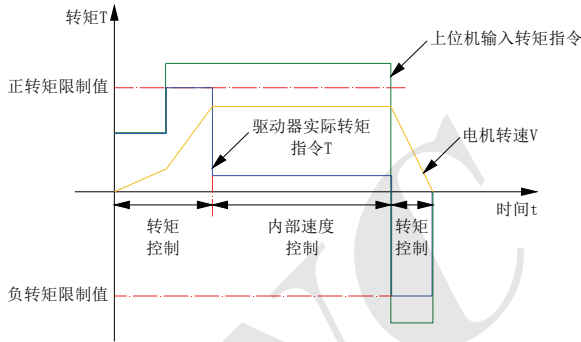 转矩T
上位机输入转矩指令
正转矩限制值
驱动器实际转矩
指令T
电机转速V
时间t
转矩
控制
内部速度
控制
转矩
控制
负转矩限制值